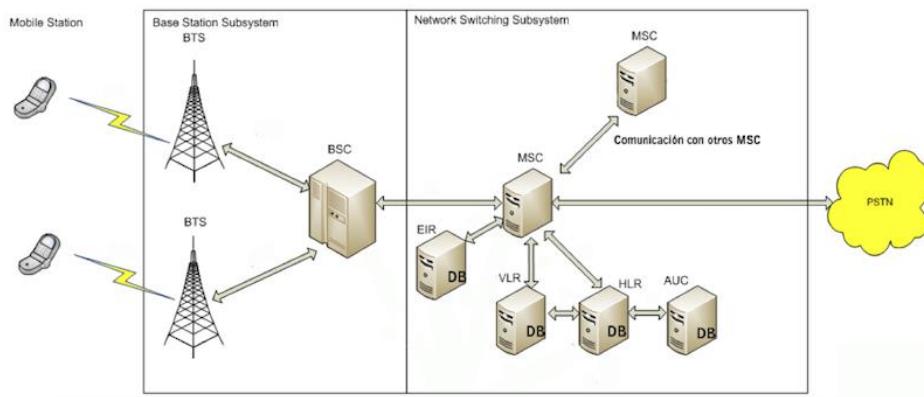 Mobile Station
Base Station Subsystem
Network Switching Subsystem
BTS
MSC
Comunicación con otros MSC
BSC
MSC
PSTN
BTS
EIR
DB
VLR
HLR
AUC
DB
DB
DB